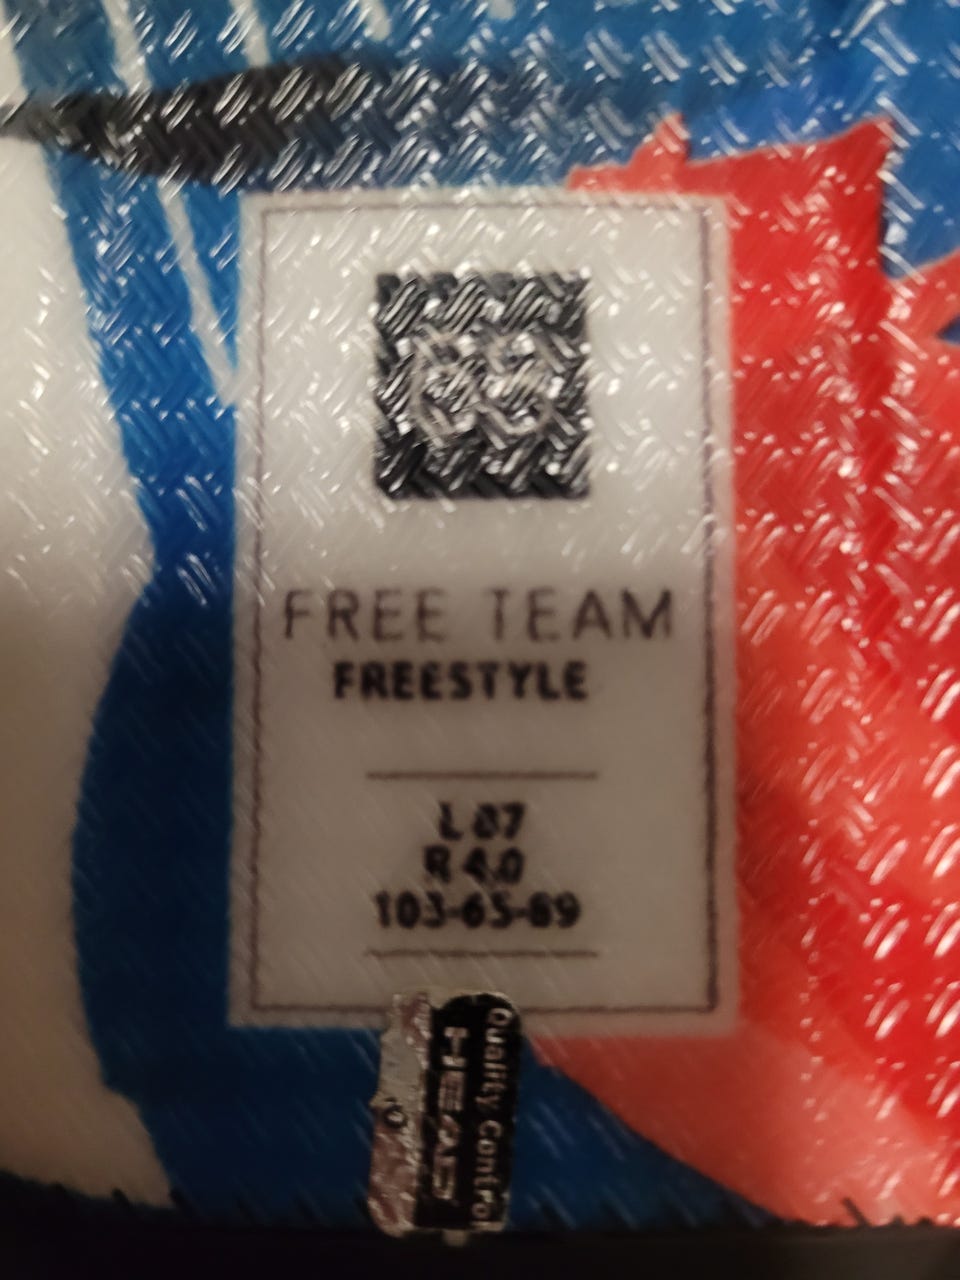 FREE TEAM
FREESTYLE
L 87
R 4.0
103-65-89
Quality Control
HEAD